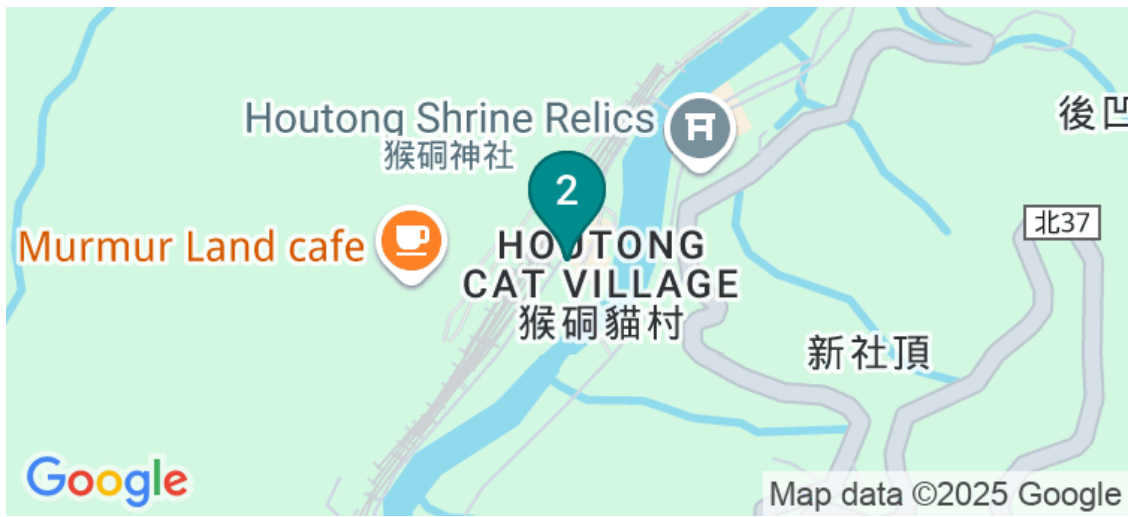 後凹
Houtong Shrine Relics
猴硐神社
2
北37
Murmur Land cafe
HOUTONG
CAT VILLAGE
猴硐貓村
新社頂
Google
Map data ©2025 Google